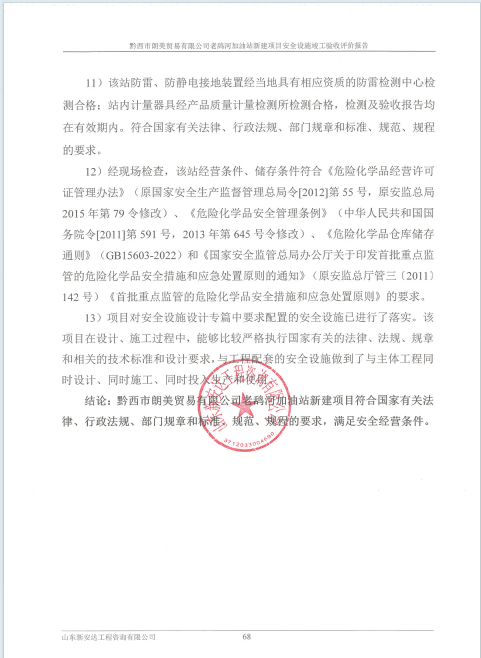 黔西市朗美贸易有限公司老鸹河加油站新建项目安全设施竣工验收评价报告
11）该站防雷、防静电接地装置经当地具有相应资质的防雷检测中心检
测合格；站内计量器具经产品质量计量检测所检测合格，检测及验收报告均
在有效期内。符合国家有关法律、行政法规、部门规章和标准、规范、规程
的要求。
12）经现场检查，该站经营条件、储存条件符合《危险化学品经营许可
证管理办法》（原国家安全生产监督管理总局令[2012]第 55 号，原安监总局
2015 年第 79 令修改）、《危险化学品安全管理条例》（中华人民共和国国
务院令[2011]第 591 号，2013 年第 645 号令修改）、《危险化学品仓库储存
通则》（GB15603-2022）和《国家安全监管总局办公厅关于印发首批重点监
管的危险化学品安全措施和应急处置原则的通知》（原安监总厅管三〔2011〕
142 号）《首批重点监管的危险化学品安全措施和应急处置原则》的要求。
13）项目对安全设施设计专篇中要求配置的安全设施已进行了落实。该
项目在设计、施工过程中，能够比较严格执行国家有关的法律、法规、规章
和相关的技术标准和设计要求，与工程配套的安全设施做到了与主体工程同
时设计、同时施工、同时投入生产和使用。
结论：黔西市朗美贸易有限公司老鸹河加油站新建项目符合国家有关法
律、行政法规、部门规章和标准、规范、规程的要求，满足安全经营条件。
山东新安达工程咨询有限公司
3712033004690
山东新安达工程咨询有限公司
68